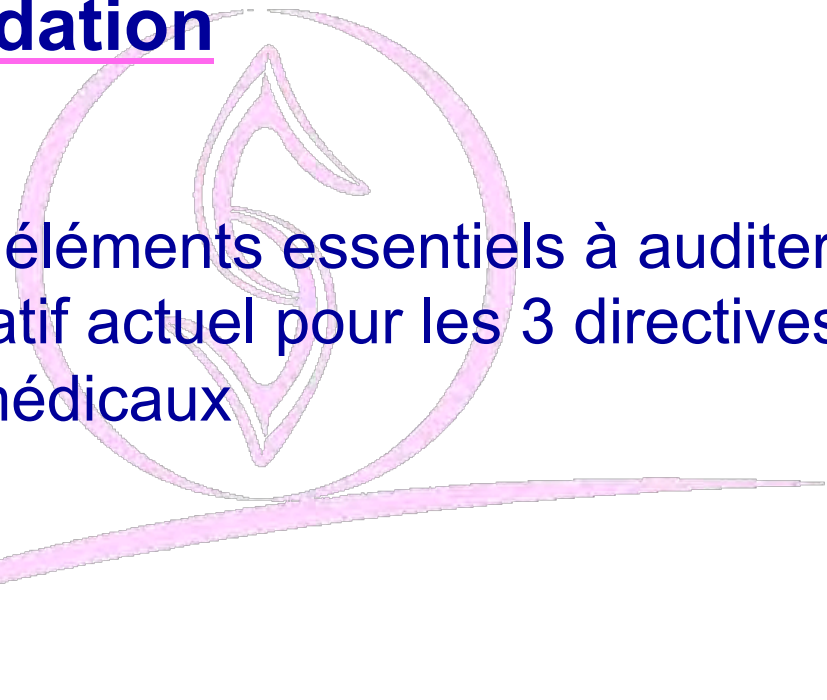 dation
éléments essentiels à auditer
atif actuel pour les 3 directives
médicaux